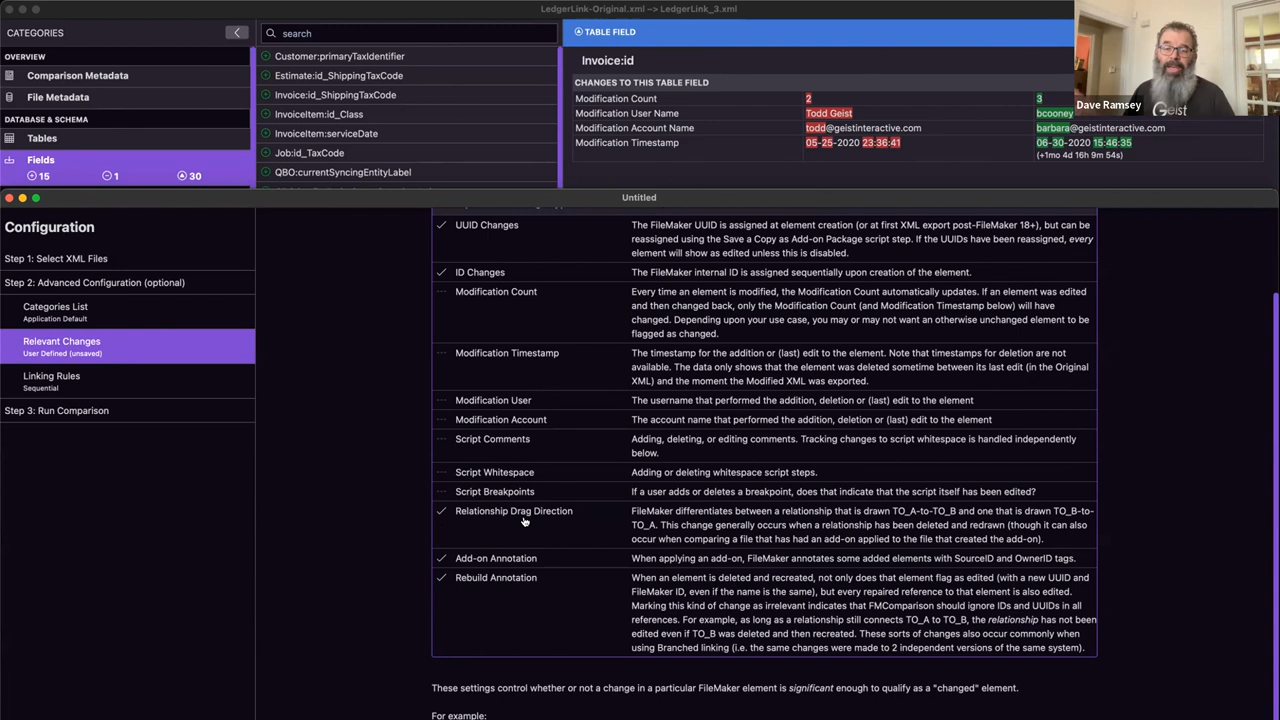 LedgerLink-Original.xml ~> LedgerLink_3.xml
CATEGORIES
OVERVIEW
Comparison Metadata
File Metadata
DATABASE & SCHEMA
Tables
Fields
15 1 30
search
Customer:primaryTaxIdentifier
Estimate:id_ShippingTaxCode
Invoice:id_ShippingTaxCode
InvoiceItem:id_Class
InvoiceItem:serviceDate
Job:id_TaxCode
QBO:currentSyncingEntityLabel
TABLE FIELD
Invoice:id
CHANGES TO THIS TABLE FIELD
Modification Count 2 3
Modification User Name Todd Geist bcooney
Modification Account Name todd@geistinteractive.com barbara@geistinteractive.com
Modification Timestamp 05-25-2020 23:36:41 06-30-2020 15:46:35
(+1mo 4d 16h 9m 54s)
Dave Ramsey
Geist
Untitled
Configuration
Step 1: Select XML Files
Step 2: Advanced Configuration (optional)
Categories List
Application Default
Relevant Changes
User Defined (unsaved)
Linking Rules
Sequential
Step 3: Run Comparison
UUID Changes The FileMaker UUID is assigned at element creation (or at first XML export post-FileMaker 18+), but can be
reassigned using the Save a Copy as Add-on Package script step. If the UUIDs have been reassigned, every
element will show as edited unless this is disabled.
ID Changes The FileMaker internal ID is assigned sequentially upon creation of the element.
Modification Count Every time an element is modified, the Modification Count automatically updates. If an element was edited
and then changed back, only the Modification Count (and Modification Timestamp below) will have
changed. Depending upon your use case, you may or may not want an otherwise unchanged element to be
flagged as changed.
Modification Timestamp The timestamp for the addition or (last) edit to the element. Note that timestamps for deletion are not
available. The data only shows that the element was deleted sometime between its last edit (in the Original
XML) and the moment the Modified XML was exported.
Modification User The username that performed the addition, deletion or (last) edit to the element
Modification Account The account name that performed the addition, deletion or (last) edit to the element
Script Comments Adding, deleting, or editing comments. Tracking changes to script whitespace is handled independently
below.
Script Whitespace Adding or deleting whitespace script steps.
Script Breakpoints If a user adds or deletes a breakpoint, does that indicate that the script itself has been edited?
Relationship Drag Direction FileMaker differentiates between a relationship that is drawn TO_A-to-TO_B and one that is drawn TO_B-to-
TO_A. This change generally occurs when a relationship has been deleted and redrawn (though it can also
occur when comparing a file that has had an add-on applied to the file that created the add-on).
Add-on Annotation When applying an add-on, FileMaker annotates some added elements with SourceID and OwnerID tags.
Rebuild Annotation When an element is deleted and recreated, not only does that element flag as edited (with a new UUID and
FileMaker ID, even if the name is the same), but every repaired reference to that element is also edited.
Marking this kind of change as irrelevant indicates that FMComparison should ignore IDs and UUIDs in all
references. For example, as long as a relationship still connects TO_A to TO_B, the relationship has not been
edited even if TO_B was deleted and then recreated. These sorts of changes also occur commonly when
using Branched linking (i.e. the same changes were made to 2 independent versions of the same system).
These settings control whether or not a change in a particular FileMaker element is significant enough to qualify as a "changed" element.
For example: